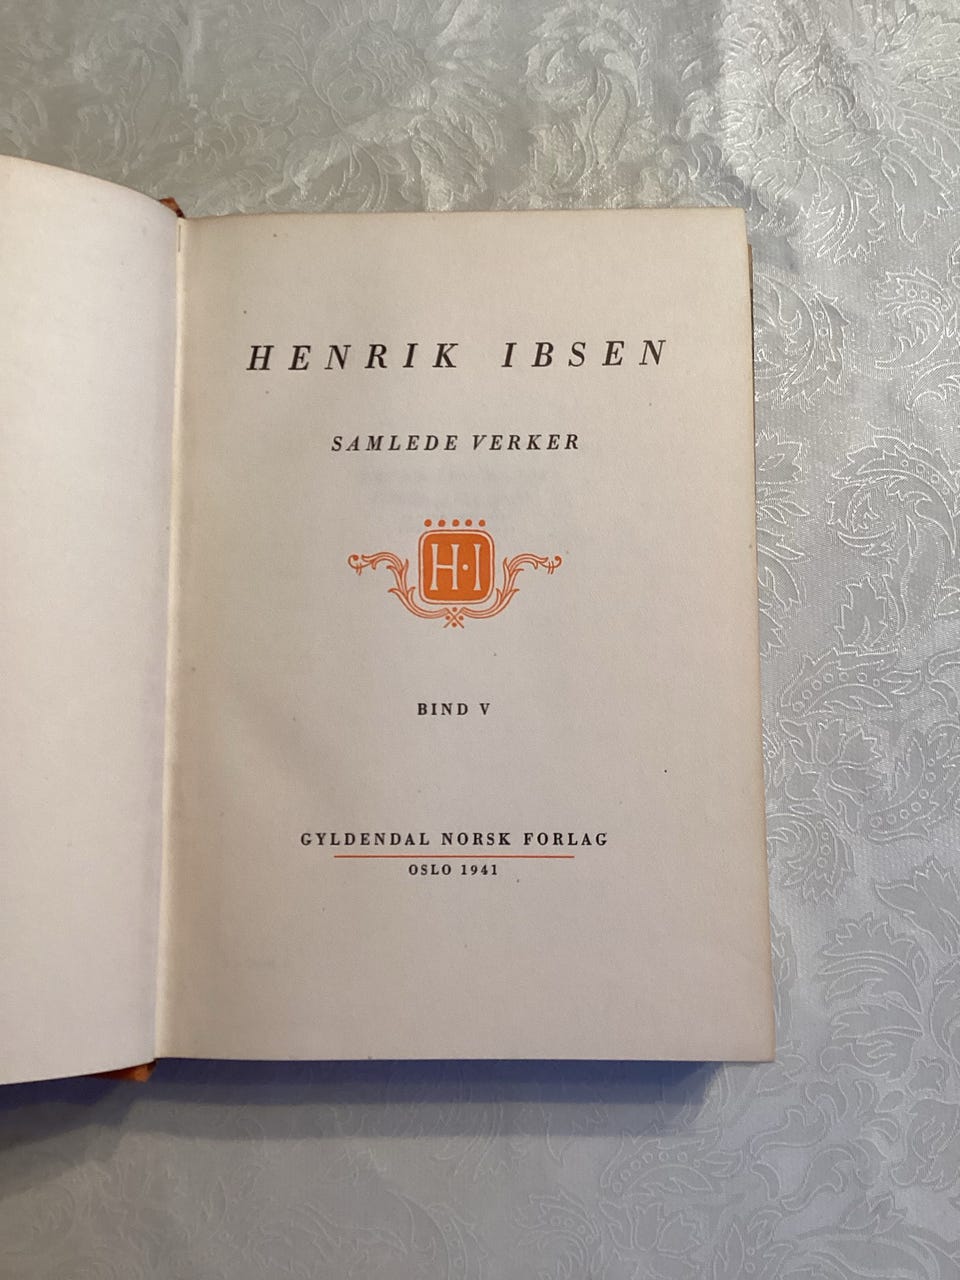 HENRIK IBSEN
SAMLEDE VERKER
H·I
BIND V
GYLDENDAL NORSK FORLAG
OSLO 1941